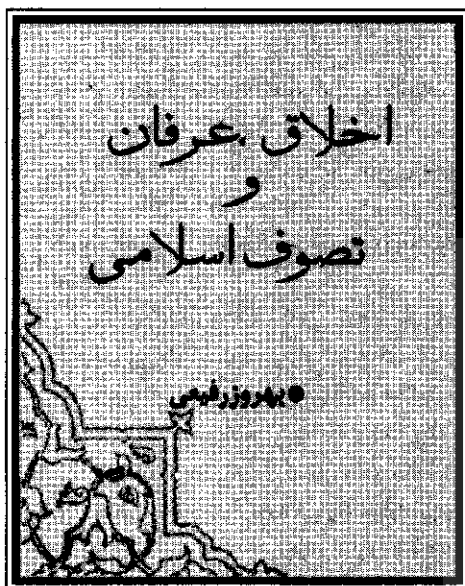 اخلاق، عرفان
و
تصوف اسلامی
● بهروز رفیعی